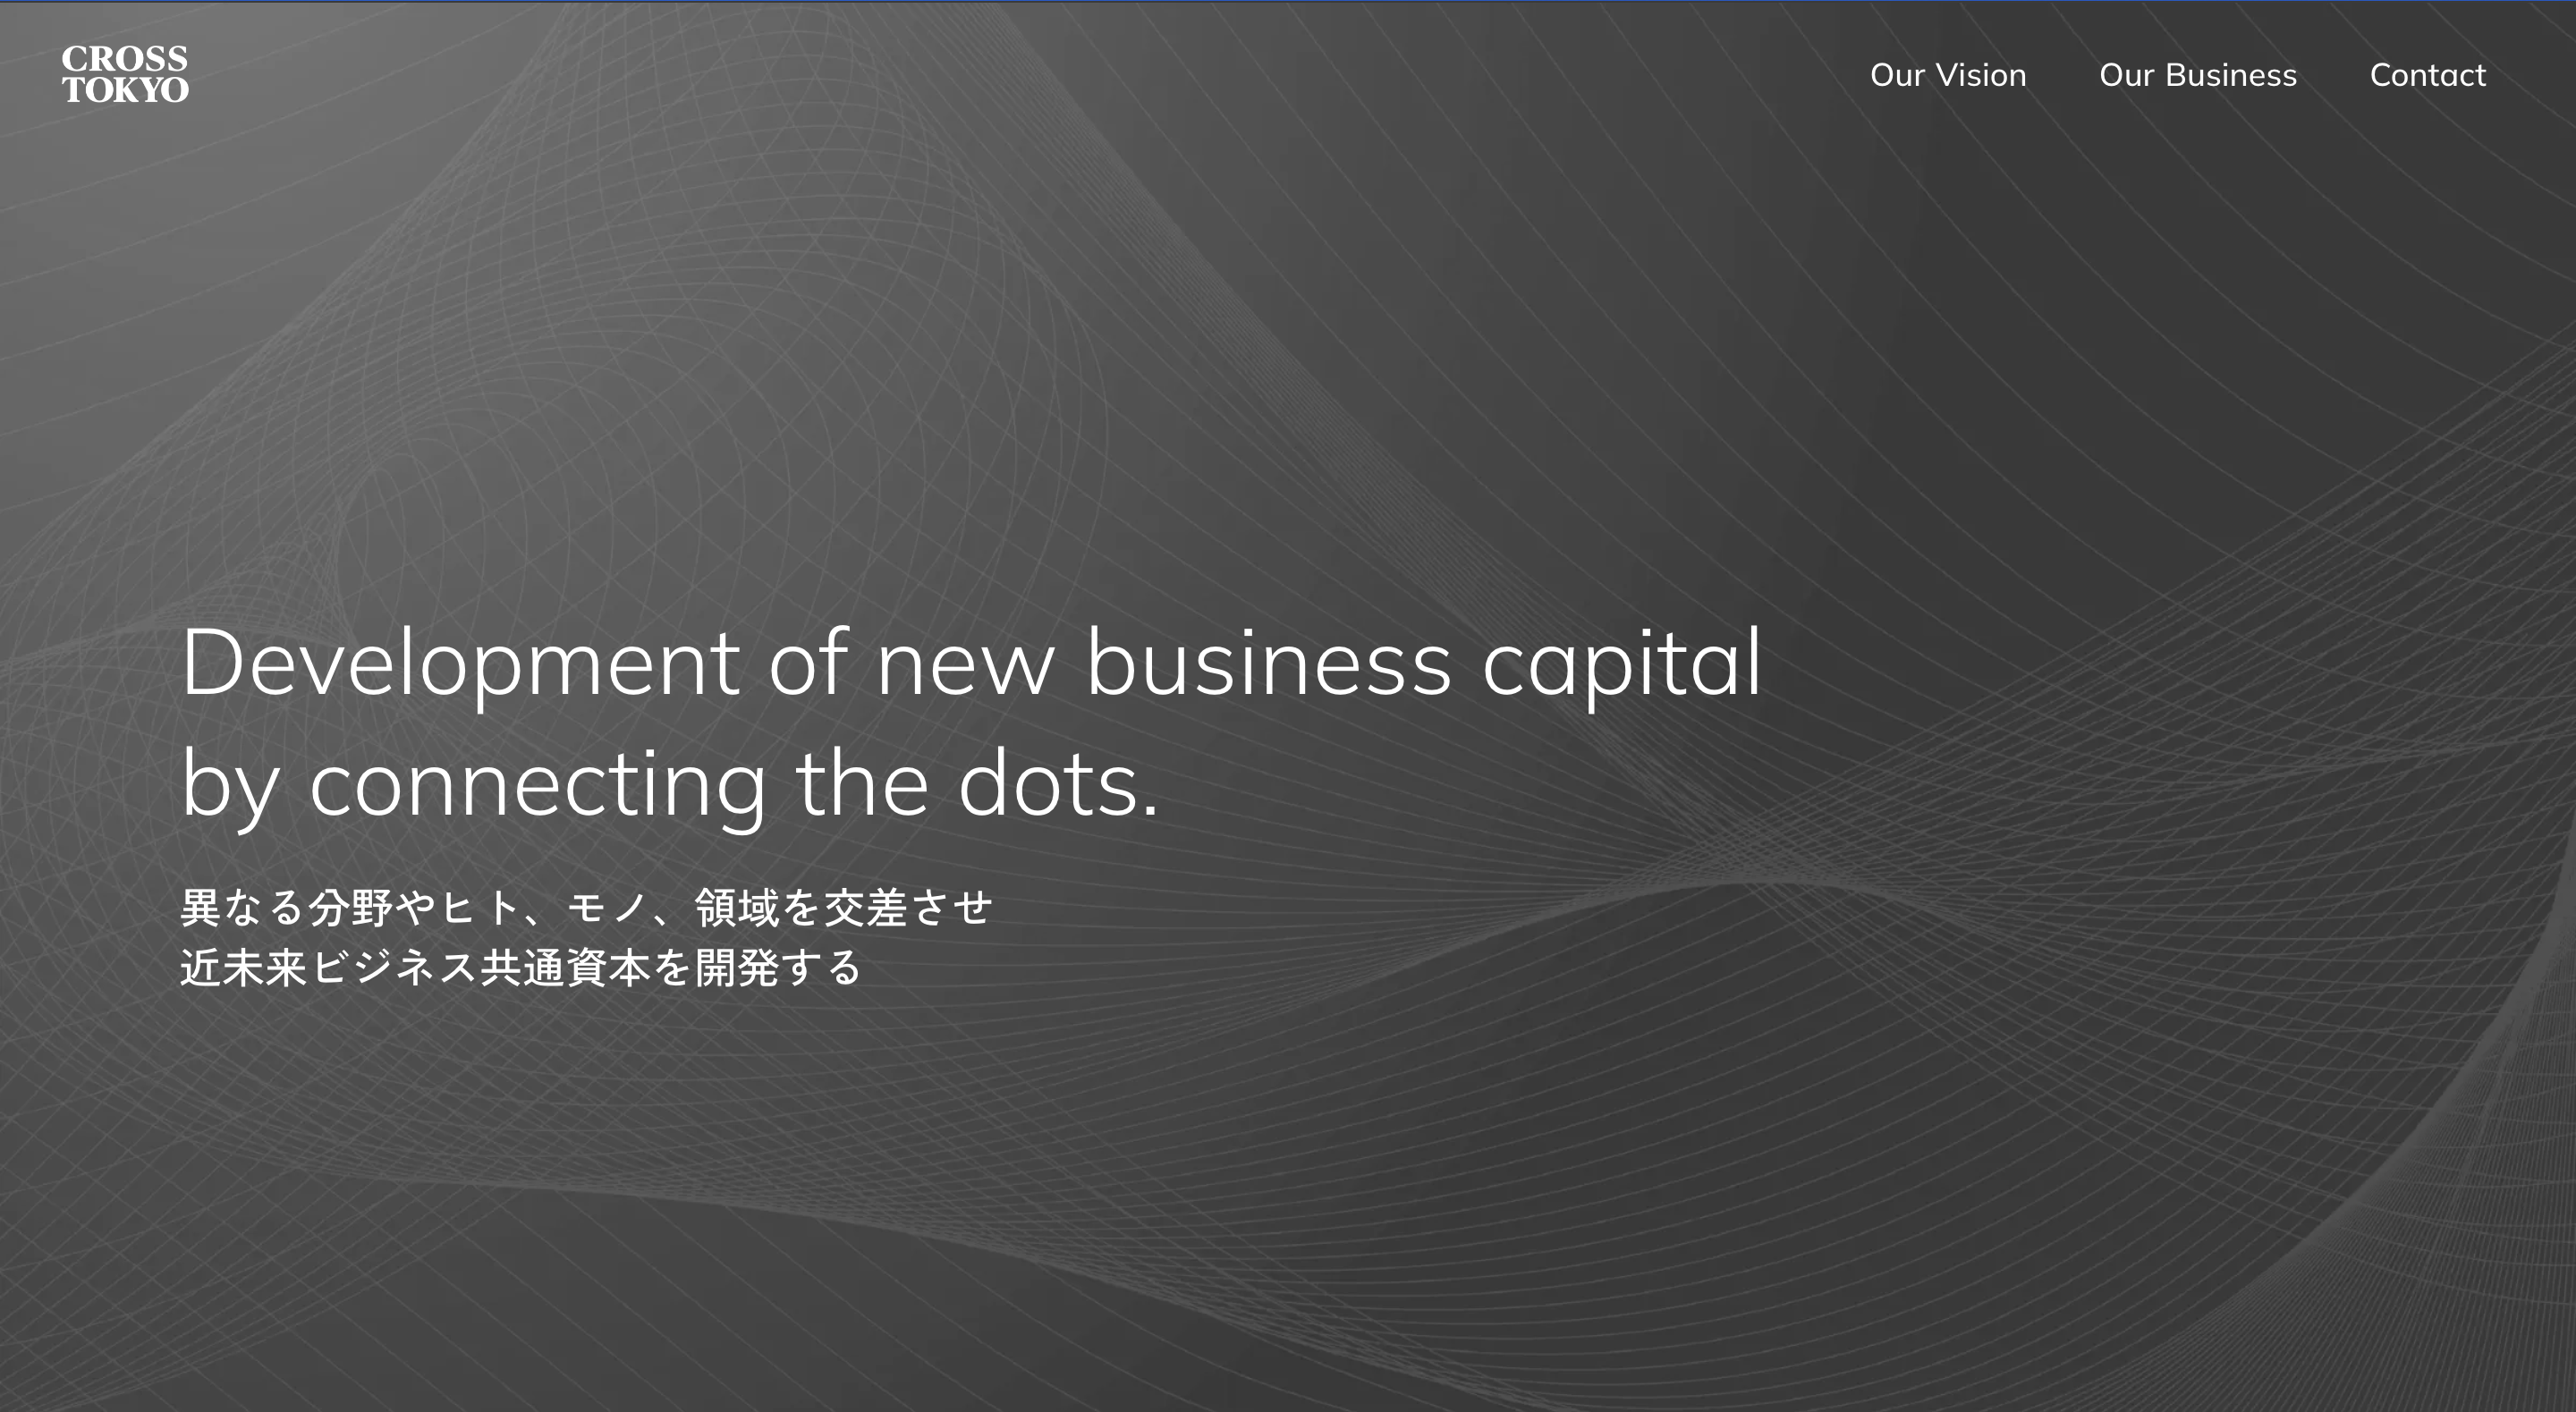 CROSS
TOKYO
Our Vision
Our Business
Contact
Development of new business capital
by connecting the dots.
異なる分野やヒト、モノ、領域を交差させ
近未来ビジネス共通資本を開発する